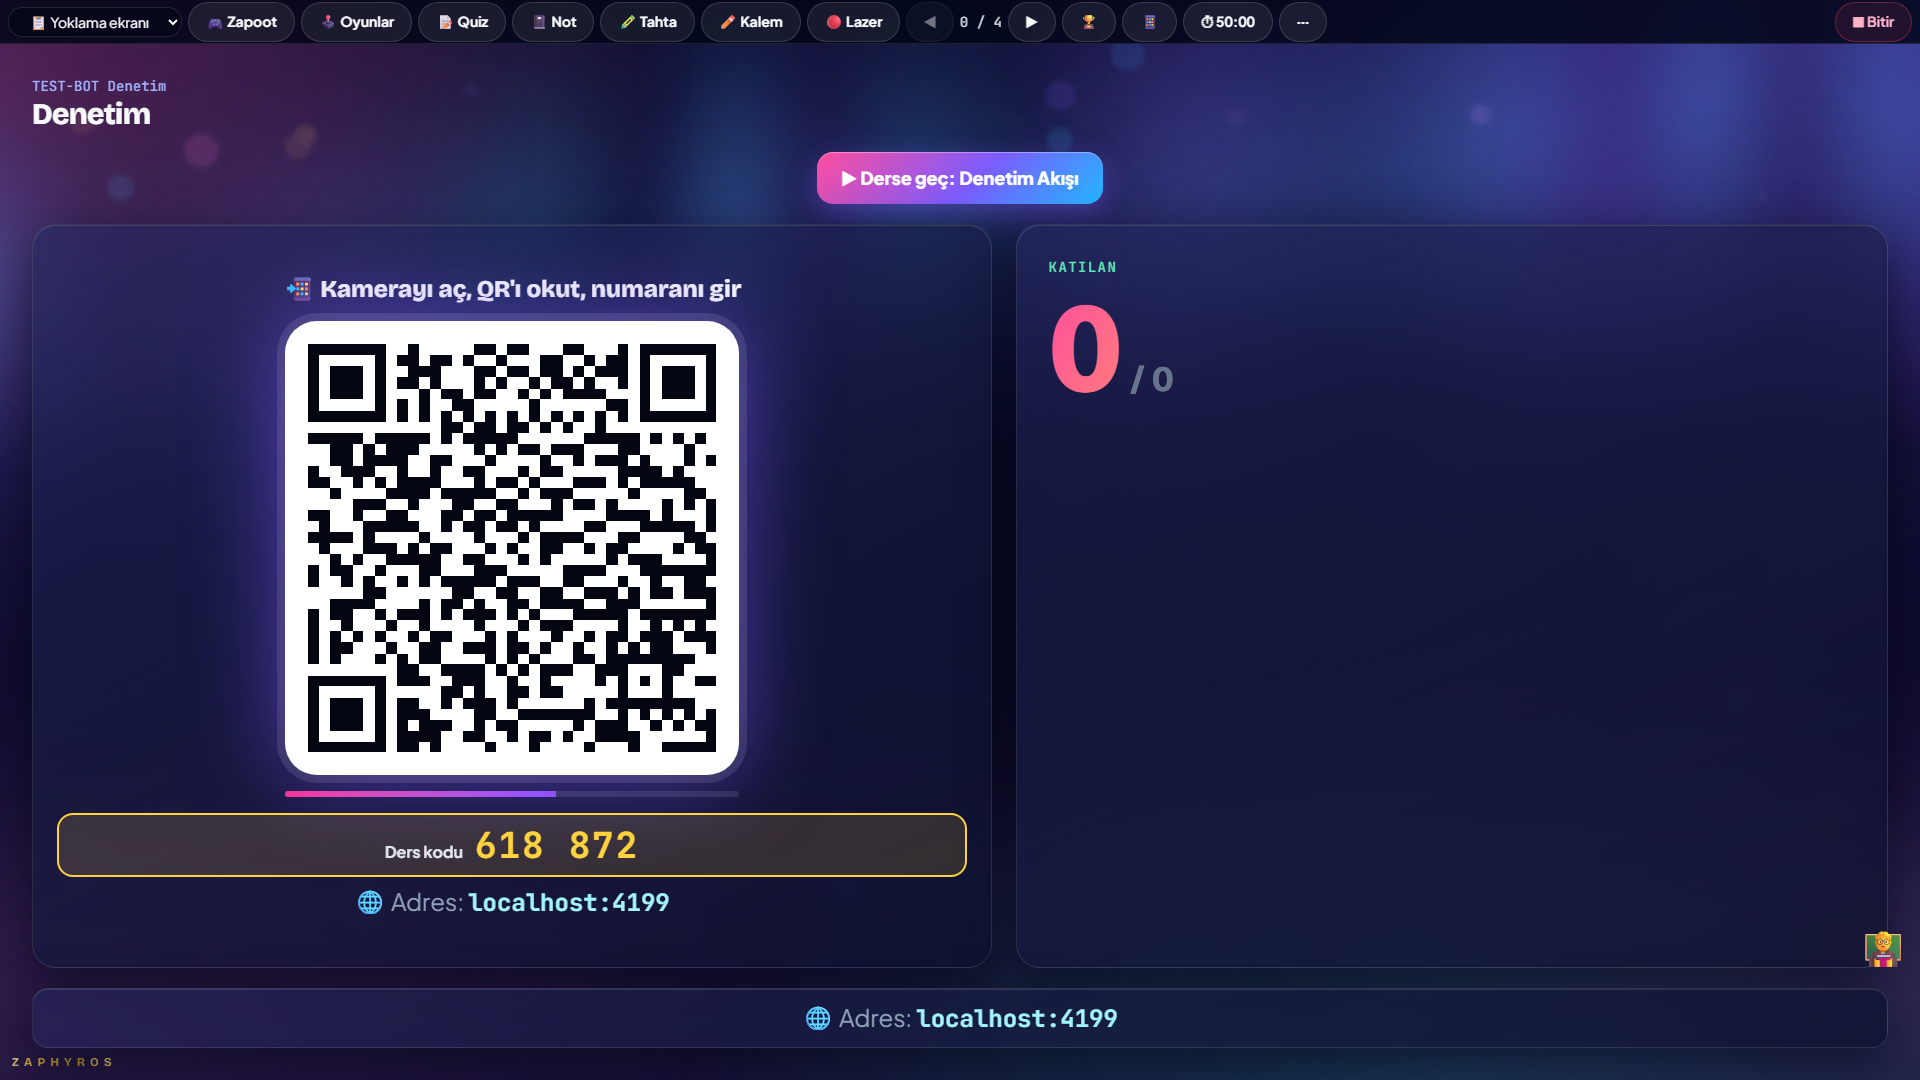 Yoklama ekranı
Zapoot
Oyunlar
Quiz
Not
Tahta
Kalem
Lazer
0 / 4
50:00
---
Bitir
TEST-BOT Denetim
Denetim
Derse geç: Denetim Akışı
Kamerayı aç, QR'ı okut, numaranı gir
Ders kodu 618 872
Adres: localhost:4199
KATILAN
0 / 0
Adres: localhost:4199
ZAPHYROS